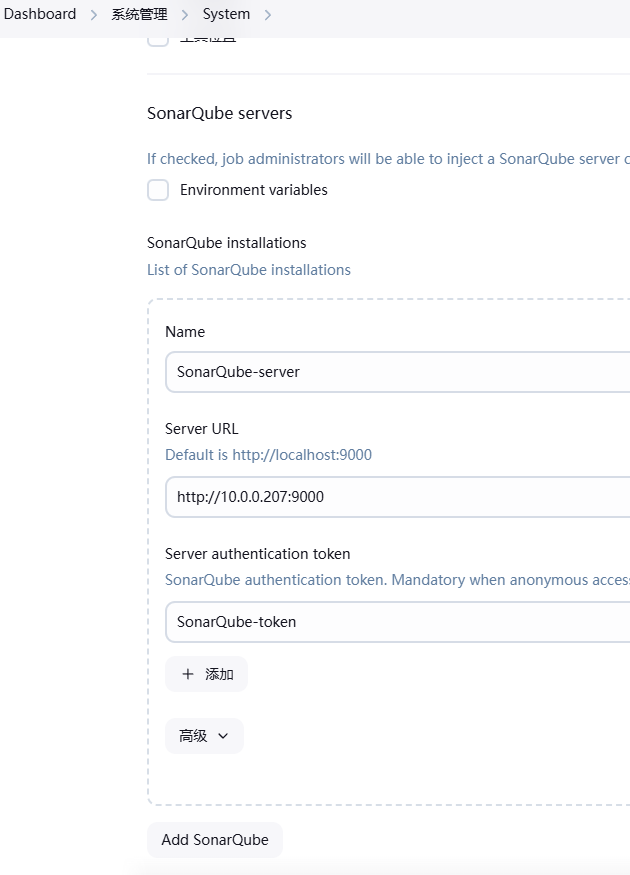 Dashboard > 系统管理 > System >
SonarQube servers
If checked, job administrators will be able to inject a SonarQube server
Environment variables
SonarQube installations
List of SonarQube installations
Name
SonarQube-server
Server URL
Default is http://localhost:9000
http://10.0.0.207:9000
Server authentication token
SonarQube authentication token. Mandatory when anonymous
SonarQube-token
+ 添加
高级
Add SonarQube